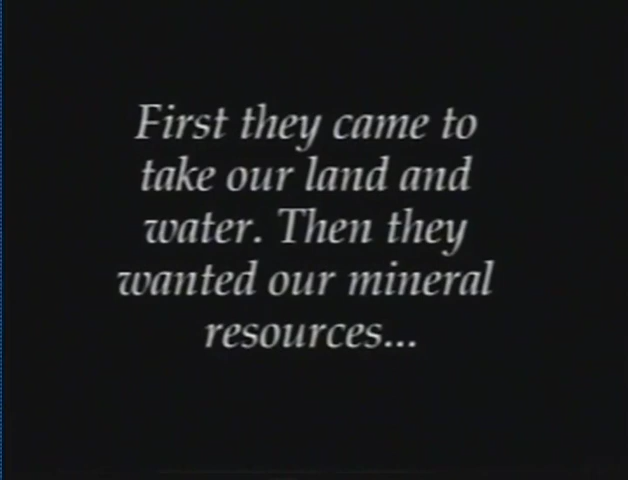 First they came to
take our land and
water. Then they
wanted our mineral
resources...